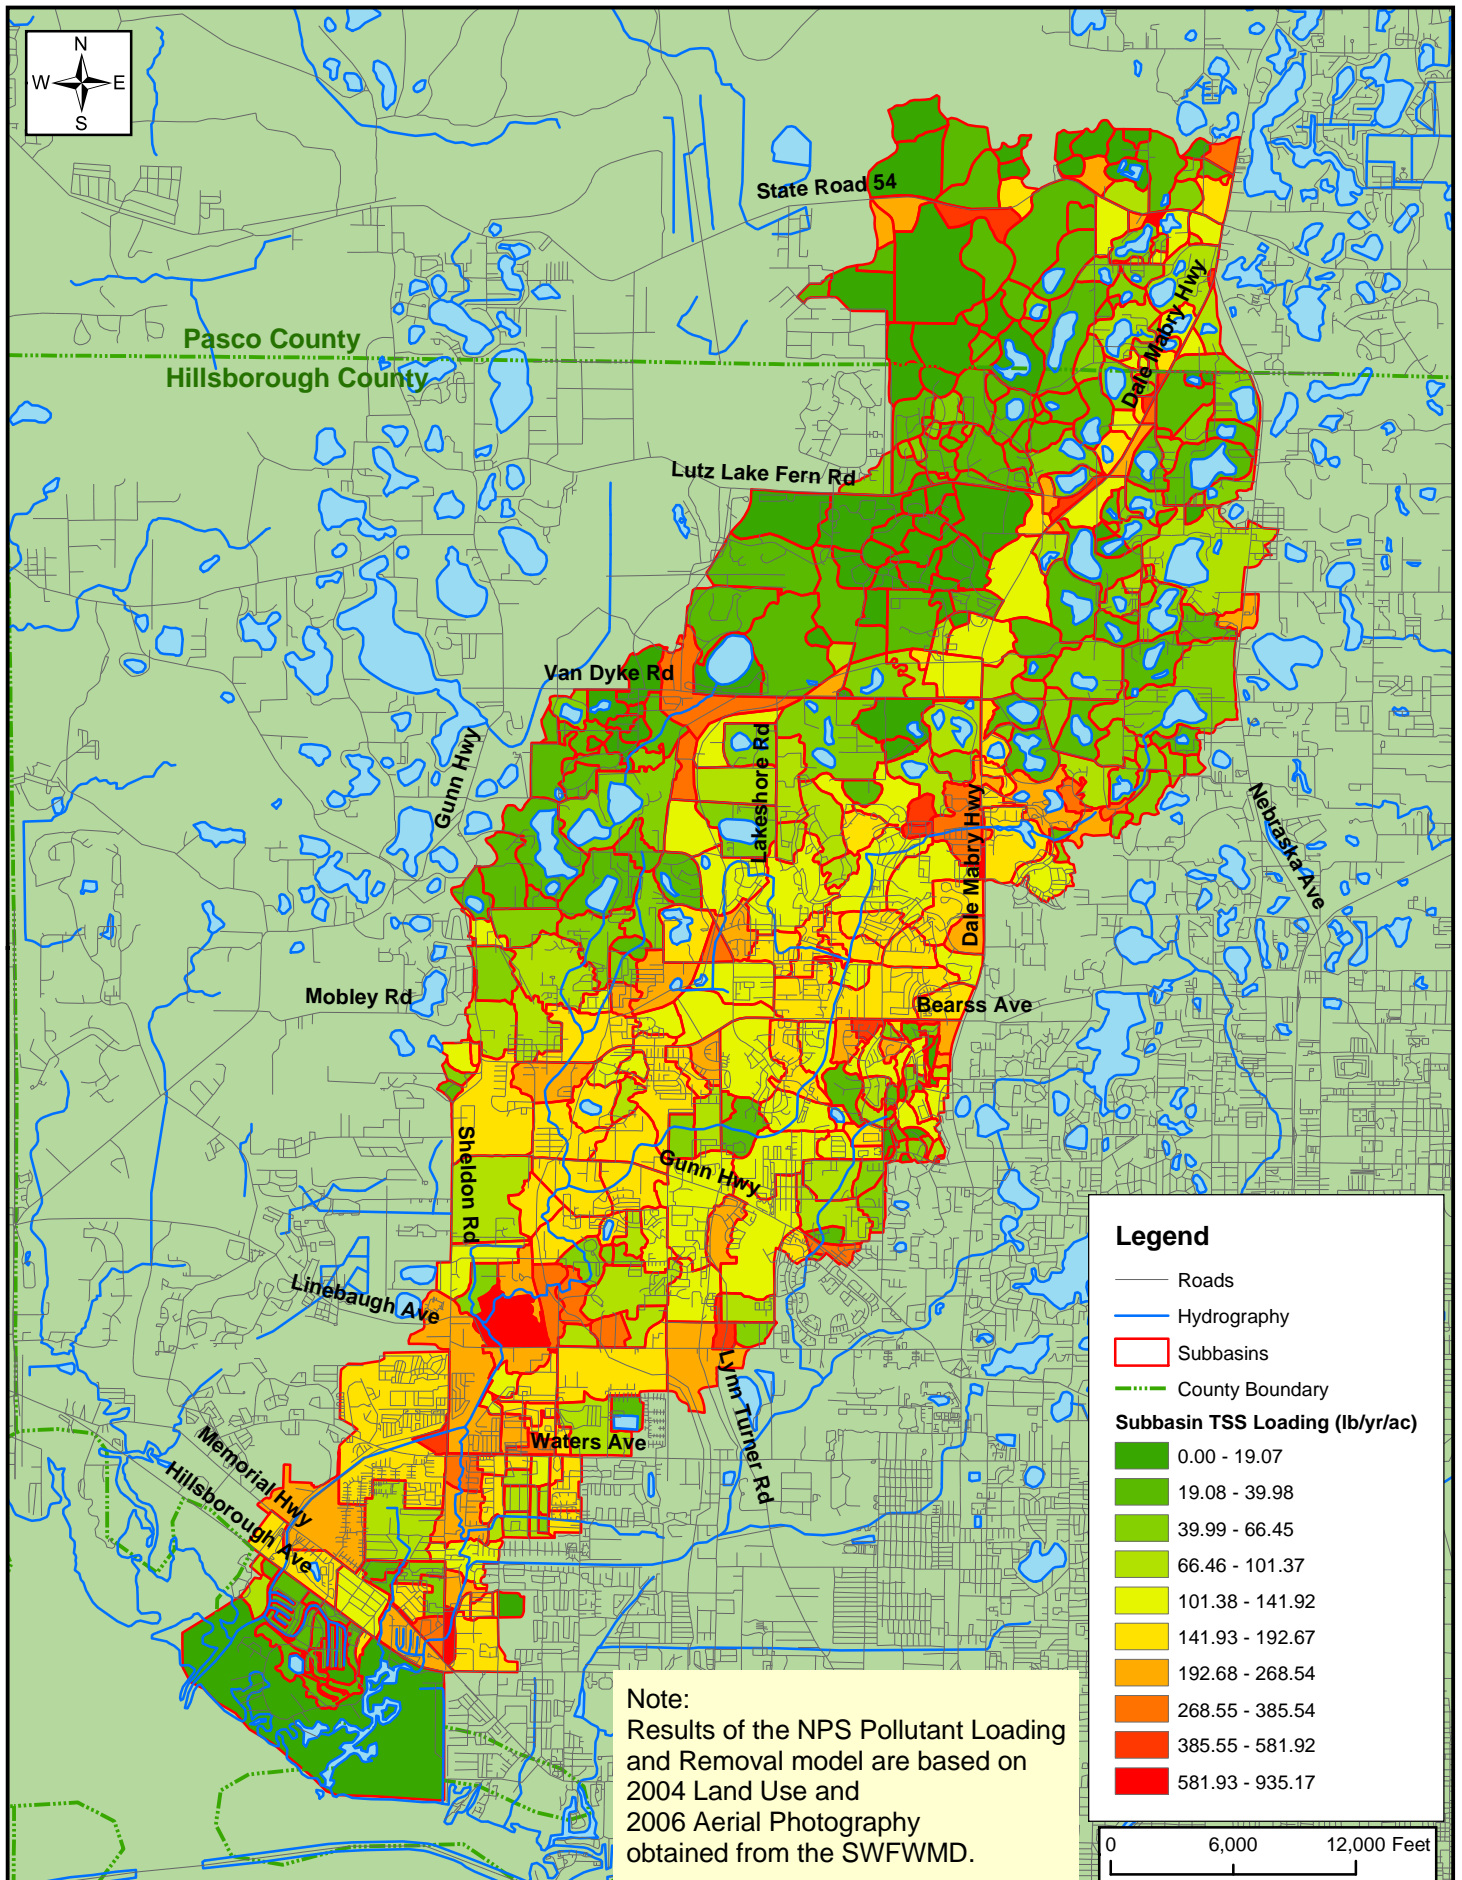 N
W E
S
State Road 54
Pasco County
Hillsborough County
Dale Mabry Hwy
Lutz Lake Fern Rd
Van Dyke Rd
Gunn Hwy
Lakeshore Rd
Dale Mabry Hwy
Nebraska Ave
Mobley Rd
Bearss Ave
Sheldon Rd
Gunn Hwy
Linebaugh Ave
Lynn Turner Rd
Waters Ave
Memorial Hwy
Hillsborough Ave
Legend
Roads
Hydrography
Subbasins
County Boundary
Subbasin TSS Loading (lb/yr/ac)
0.00 - 19.07
19.08 - 39.98
39.99 - 66.45
66.46 - 101.37
101.38 - 141.92
141.93 - 192.67
192.68 - 268.54
268.55 - 385.54
385.55 - 581.92
581.93 - 935.17
Note:
Results of the NPS Pollutant Loading
and Removal model are based on
2004 Land Use and
2006 Aerial Photography
obtained from the SWFWMD.
0 6,000 12,000 Feet